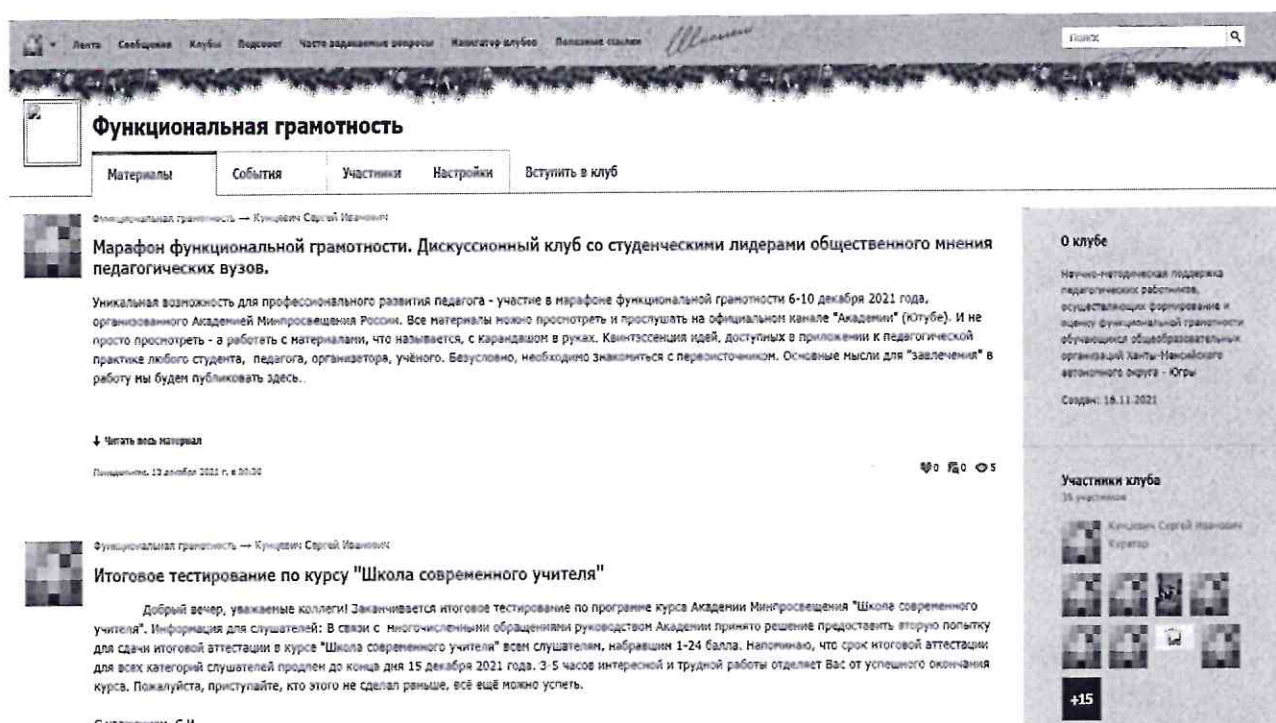 Лента Сообщения Клубы Педсовет Часто задаваемые вопросы Навигатор клубов Полезные ссылки
Поиск
Функциональная грамотность
Материалы События Участники Настройки Вступить в клуб
Функциональная грамотность → Кунцевич Сергей Иванович
Марафон функциональной грамотности. Дискуссионный клуб со студенческими лидерами общественного мнения
педагогических вузов.
Уникальная возможность для профессионального развития педагога - участие в марафоне функциональной грамотности 6-10 декабря 2021 года,
организованного Академией Минпросвещения России. Все материалы можно просмотреть и прослушать на официальном канале "Академии" (Ютубе). И не
просто просмотреть - а работать с материалами, что называется, с карандашом в руках. Квинтэссенция идей, доступных в приложении к педагогической
практике любого студента, педагога, организатора, учёного. Безусловно, необходимо знакомиться с первоисточником. Основные мысли для "завлечения" в
работу мы будем публиковать здесь..
Читать весь материал
Понедельник, 13 декабря 2021 г., в
0 0 5
Функциональная грамотность → Кунцевич Сергей Иванович
Итоговое тестирование по курсу "Школа современного учителя"
Добрый вечер, уважаемые коллеги! Заканчивается итоговое тестирование по программе курса Академии Минпросвещения "Школа современного
учителя". Информация для слушателей: В связи с многочисленными обращениями руководством Академии принято решение предоставить вторую попытку
для сдачи итоговой аттестации в курсе "Школа современного учителя" всем слушателям, набравшим 1-24 балла. Напоминаю, что срок итоговой аттестации
для всех категорий слушателей продлен до конца дня 15 декабря 2021 года. 3-5 часов интересной и трудной работы отделяет Вас от успешного окончания
курса. Пожалуйста, приступайте, кто этого не сделал раньше, всё ещё можно успеть.
О клубе
Научно-методическая поддержка
педагогических работников,
осуществляющих формирование и
оценку функциональной грамотности
обучающихся общеобразовательных
организаций Ханты-Мансийского
автономного округа - Югры
Создан: 16.11.2021
Участники клуба
35 участников
Кунцевич Сергей Иванович
Куратор
+15